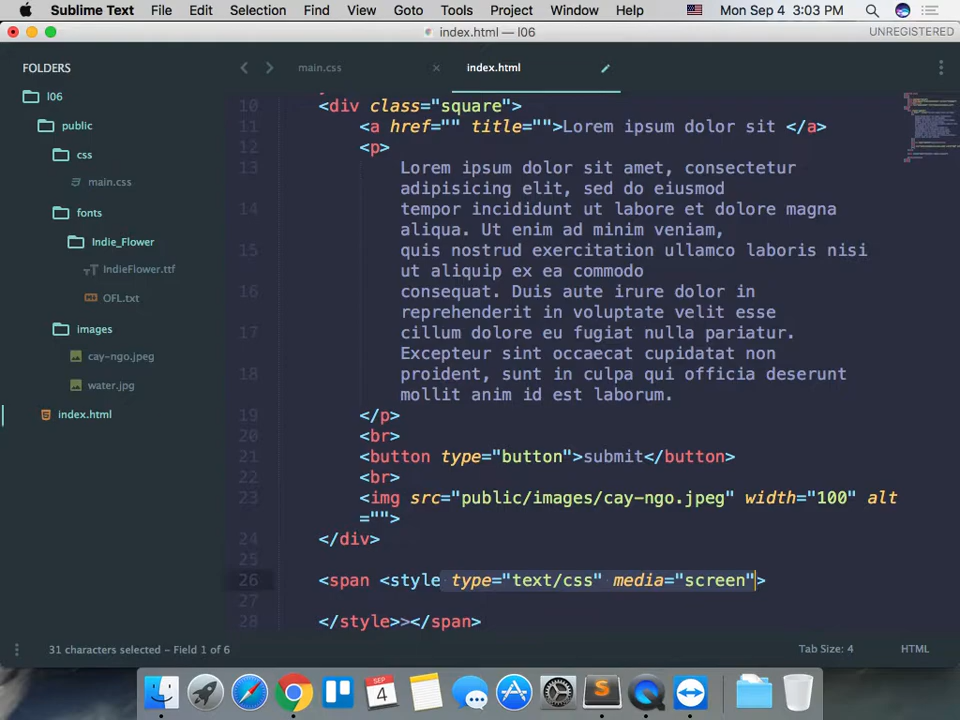 Sublime Text File Edit Selection Find View Goto Tools Project Window Help Mon Sep 4 3:03 PM
index.html — l06 UNREGISTERED
FOLDERS
l06
public
css
main.css
fonts
Indie_Flower
IndieFlower.ttf
OFL.txt
images
cay-ngo.jpeg
water.jpg
index.html
main.css × index.html
10 <div class="square">
11 <a href="" title="">Lorem ipsum dolor sit </a>
12 <p>
13 Lorem ipsum dolor sit amet, consectetur
adipisicing elit, sed do eiusmod
14 tempor incididunt ut labore et dolore magna
aliqua. Ut enim ad minim veniam,
15 quis nostrud exercitation ullamco laboris nisi
ut aliquip ex ea commodo
16 consequat. Duis aute irure dolor in
reprehenderit in voluptate velit esse
17 cillum dolore eu fugiat nulla pariatur.
Excepteur sint occaecat cupidatat non
18 proident, sunt in culpa qui officia deserunt
mollit anim id est laborum.
19 </p>
20 <br>
21 <button type="button">submit</button>
22 <br>
23 <img src="public/images/cay-ngo.jpeg" width="100" alt
="">
24 </div>
25
26 <span <style type="text/css" media="screen">
27
28 </style>></span>
31 characters selected – Field 1 of 6 Tab Size: 4 HTML
SEP
4
S